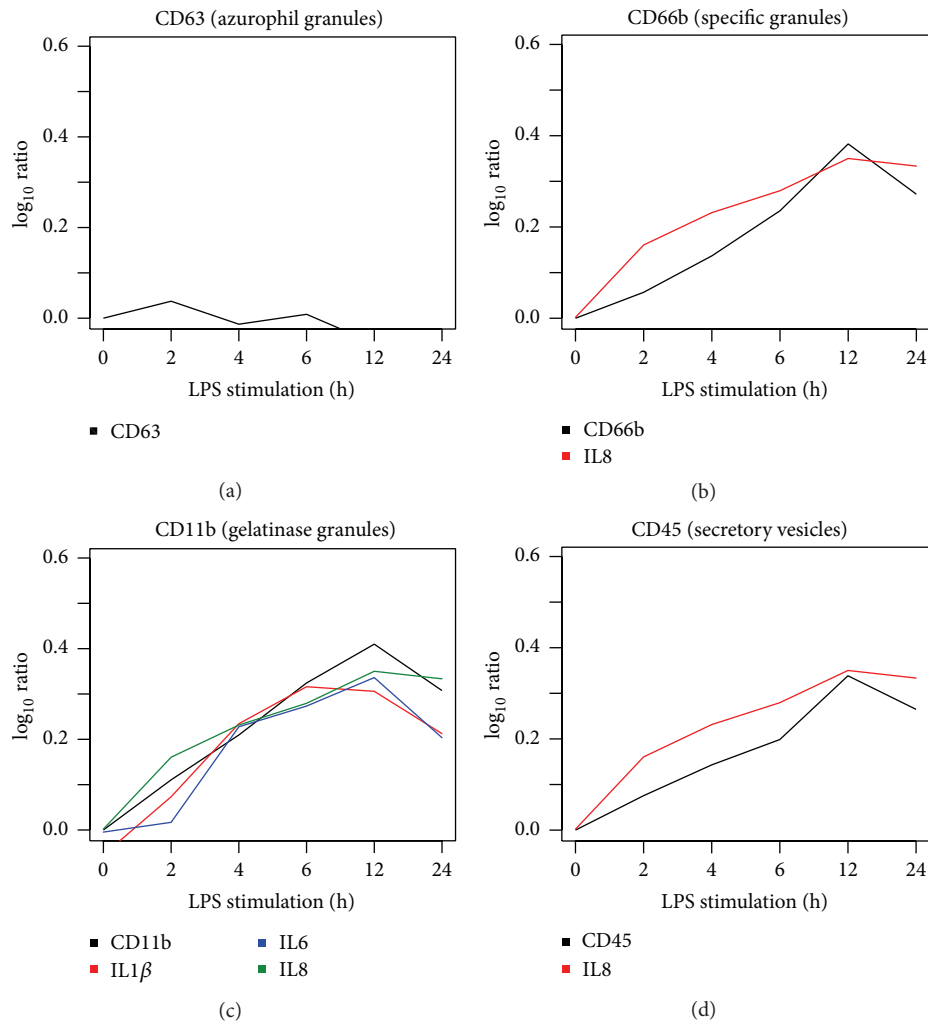 CD63 (azurophil granules)
0.6
0.4
0.2
0.0
log₁₀ ratio
0 2 4 6 12 24
LPS stimulation (h)
CD63
(a)
CD66b (specific granules)
0.6
0.4
0.2
0.0
log₁₀ ratio
0 2 4 6 12 24
LPS stimulation (h)
CD66b
IL8
(b)
CD11b (gelatinase granules)
0.6
0.4
0.2
0.0
log₁₀ ratio
0 2 4 6 12 24
LPS stimulation (h)
CD11b IL6
IL1β IL8
(c)
CD45 (secretory vesicles)
0.6
0.4
0.2
0.0
log₁₀ ratio
0 2 4 6 12 24
LPS stimulation (h)
CD45
IL8
(d)